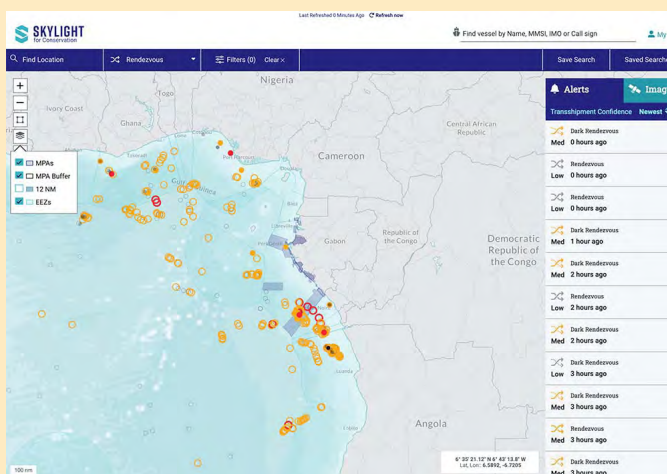 Last Refreshed 0 Minutes Ago Refresh now
SKYLIGHT
for Conservation
Find vessel by Name, MMSI, IMO or Call sign
My
Find Location
Rendezvous
Filters (0) Clear ×
Save Search
Saved Searche
+
−
MPAs
MPA Buffer
12 NM
EEZs
Nigeria
Togo
Ivory Coast
Ghana
Cameroon
Central African
Republic
Gabon
Republic of
the Congo
Democratic
Republic of
the Congo
Luanda
Angola
100 nm
6° 35' 21.12" N 6° 43' 13.8" W
Lat, Lon: 6.5892, -6.7205
Alerts
Imag
Transshipment Confidence Newest
Dark Rendezvous
Med 0 hours ago
Rendezvous
Low 0 hours ago
Rendezvous
Low 0 hours ago
Dark Rendezvous
Med 1 hour ago
Dark Rendezvous
Med 2 hours ago
Rendezvous
Low 2 hours ago
Dark Rendezvous
Med 2 hours ago
Dark Rendezvous
Low 3 hours ago
Dark Rendezvous
Med 3 hours ago
Rendezvous
Med 3 hours ago
Dark Rendezvous
Med 3 hours ago